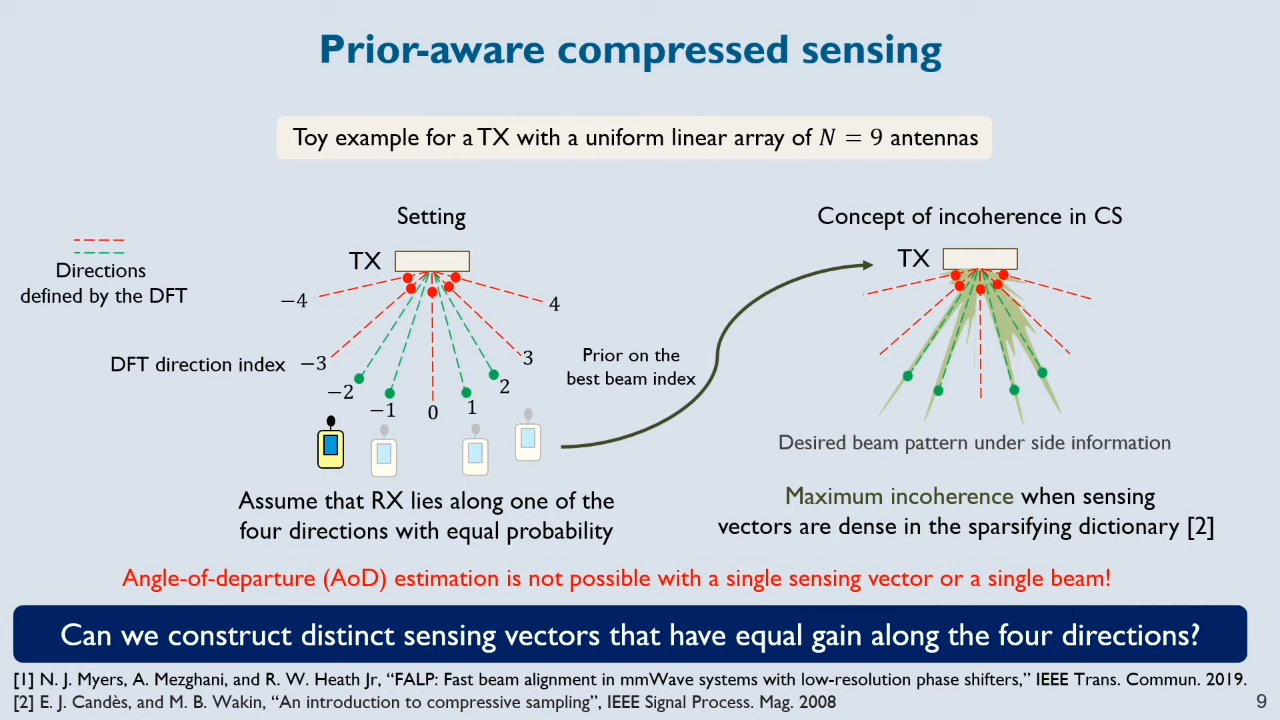 Prior-aware compressed sensing
Toy example for a TX with a uniform linear array of N = 9 antennas
Setting
Directions
defined by the DFT
TX
−4
4
DFT direction index
−3
3
−2
−1
0
1
2
Assume that RX lies along one of the
four directions with equal probability
Prior on the
best beam index
Concept of incoherence in CS
TX
Desired beam pattern under side information
Maximum incoherence when sensing
vectors are dense in the sparsifying dictionary [2]
Angle-of-departure (AoD) estimation is not possible with a single sensing vector or a single beam!
Can we construct distinct sensing vectors that have equal gain along the four directions?
[1] N. J. Myers, A. Mezghani, and R. W. Heath Jr, “FALP: Fast beam alignment in mmWave systems with low-resolution phase shifters,” IEEE Trans. Commun. 2019.
[2] E. J. Candès, and M. B. Wakin, “An introduction to compressive sampling”, IEEE Signal Process. Mag. 2008
9